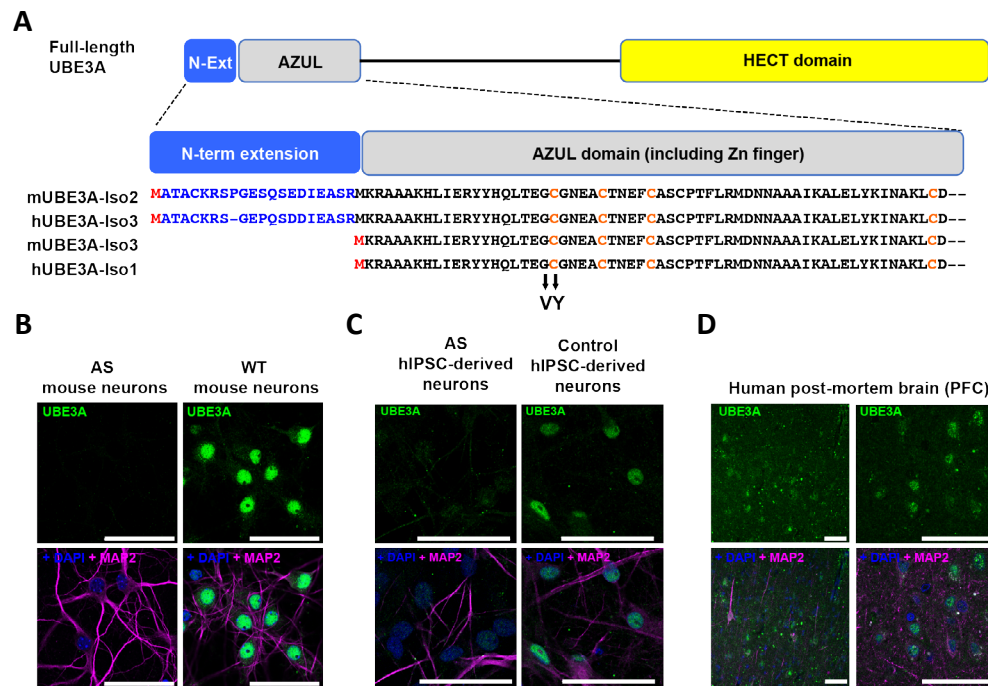 A
Full-length
UBE3A
N-Ext
AZUL
HECT domain
N-term extension
AZUL domain (including Zn finger)
mUBE3A-Iso2 MATACKRSPGESQSEDIEASRMKRAAAKHLIERYYHQLTEGCGNEACTNEFCASCPTFLRMDNNAAAIKALELYKINAKLCD--
hUBE3A-Iso3 MATACKRS-GEPQSDDIEASRMKRAAAKHLIERYYHQLTEGCGNEACTNEFCASCPTFLRMDNNAAAIKALELYKINAKLCD--
mUBE3A-Iso3 MKRAAAKHLIERYYHQLTEGCGNEACTNEFCASCPTFLRMDNNAAAIKALELYKINAKLCD--
hUBE3A-Iso1 MKRAAAKHLIERYYHQLTEGCGNEACTNEFCASCPTFLRMDNNAAAIKALELYKINAKLCD--
VY
B
AS
mouse neurons
WT
mouse neurons
UBE3A
UBE3A
+ DAPI + MAP2
+ DAPI + MAP2
C
AS
hIPSC-derived
neurons
Control
hIPSC-derived
neurons
UBE3A
UBE3A
+ DAPI + MAP2
+ DAPI + MAP2
D
Human post-mortem brain (PFC)
UBE3A
UBE3A
+ DAPI + MAP2
+ DAPI + MAP2